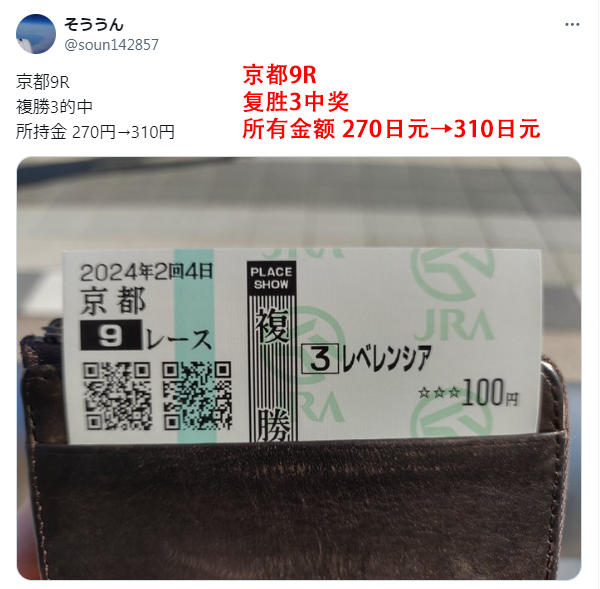 そううん
@soun142857
京都9R
複勝3的中
所持金 270円→310円
京都9R
复胜3中奖
所有金额 270日元→310日元
2024年2回4日
京都
9レース
PLACE
SHOW
複勝
3 レベレンシア
☆☆☆100円
JRA
JRA
JRA